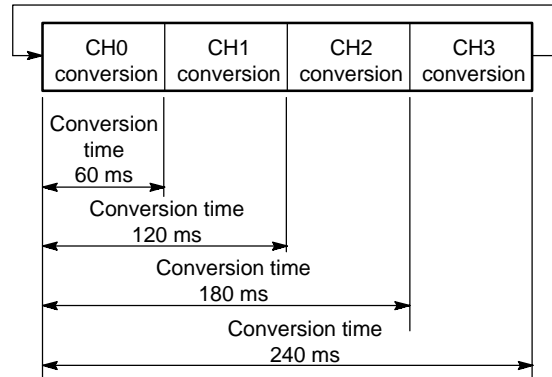 CH0 CH1 CH2 CH3
conversion conversion conversion conversion
Conversion
time
60 ms
Conversion time
120 ms
Conversion time
180 ms
Conversion time
240 ms